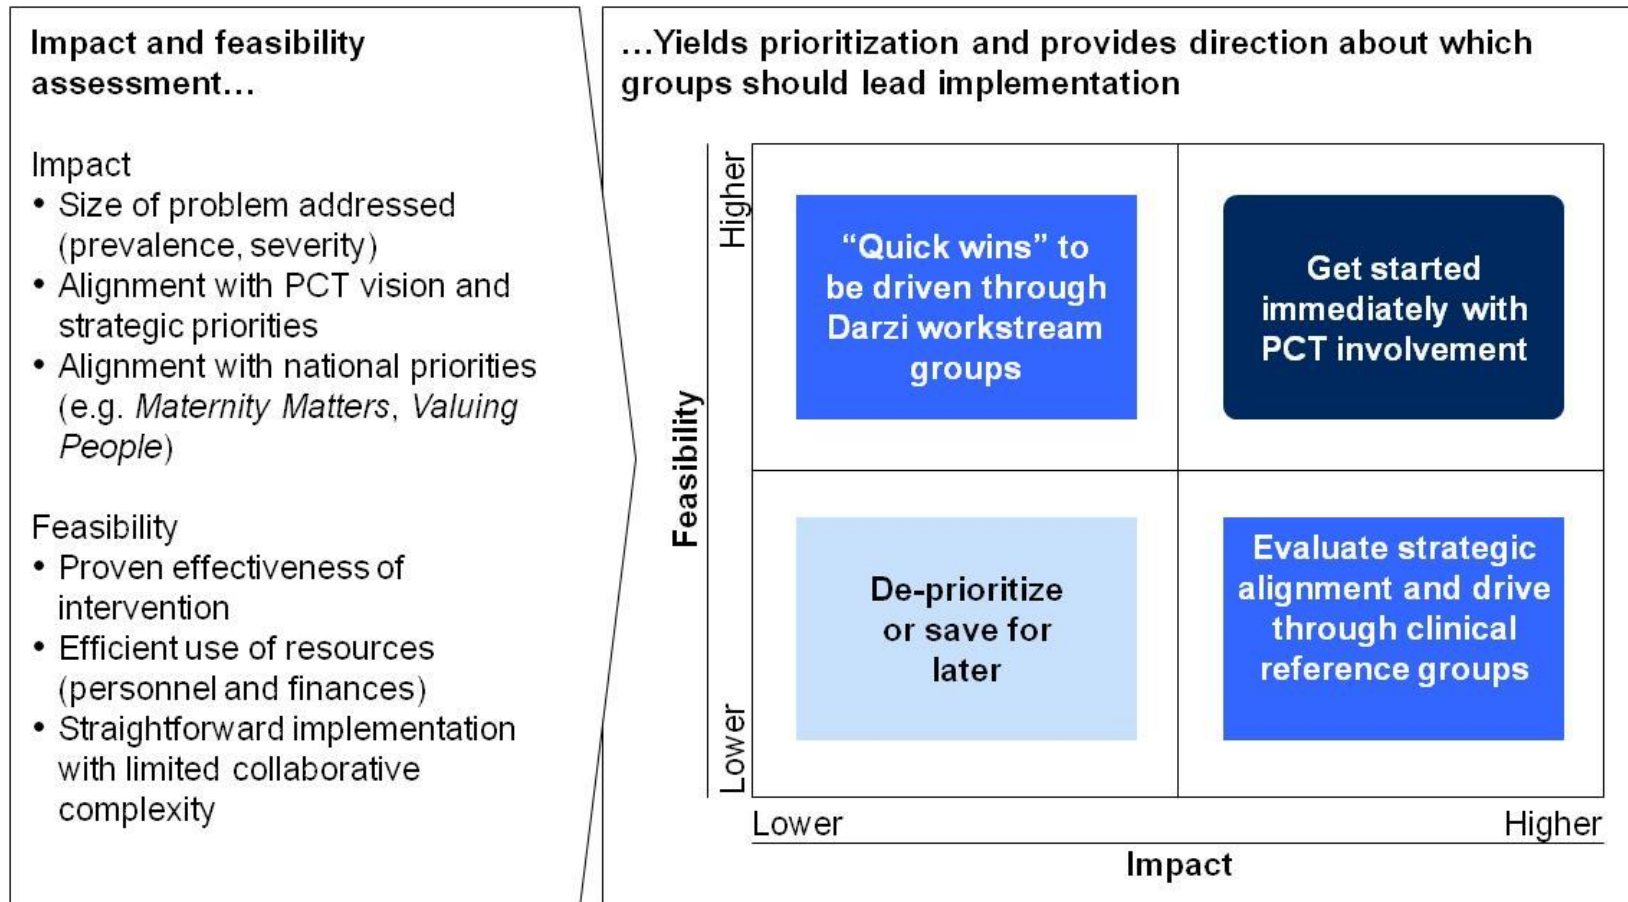 Impact and feasibility
assessment…
Impact
• Size of problem addressed
(prevalence, severity)
• Alignment with PCT vision and
strategic priorities
• Alignment with national priorities
(e.g. Maternity Matters, Valuing
People)
Feasibility
• Proven effectiveness of
intervention
• Efficient use of resources
(personnel and finances)
• Straightforward implementation
with limited collaborative
complexity
…Yields prioritization and provides direction about which
groups should lead implementation
Feasibility
Higher
Lower
“Quick wins” to
be driven through
Darzi workstream
groups
Get started
immediately with
PCT involvement
De-prioritize
or save for
later
Evaluate strategic
alignment and drive
through clinical
reference groups
Lower
Higher
Impact